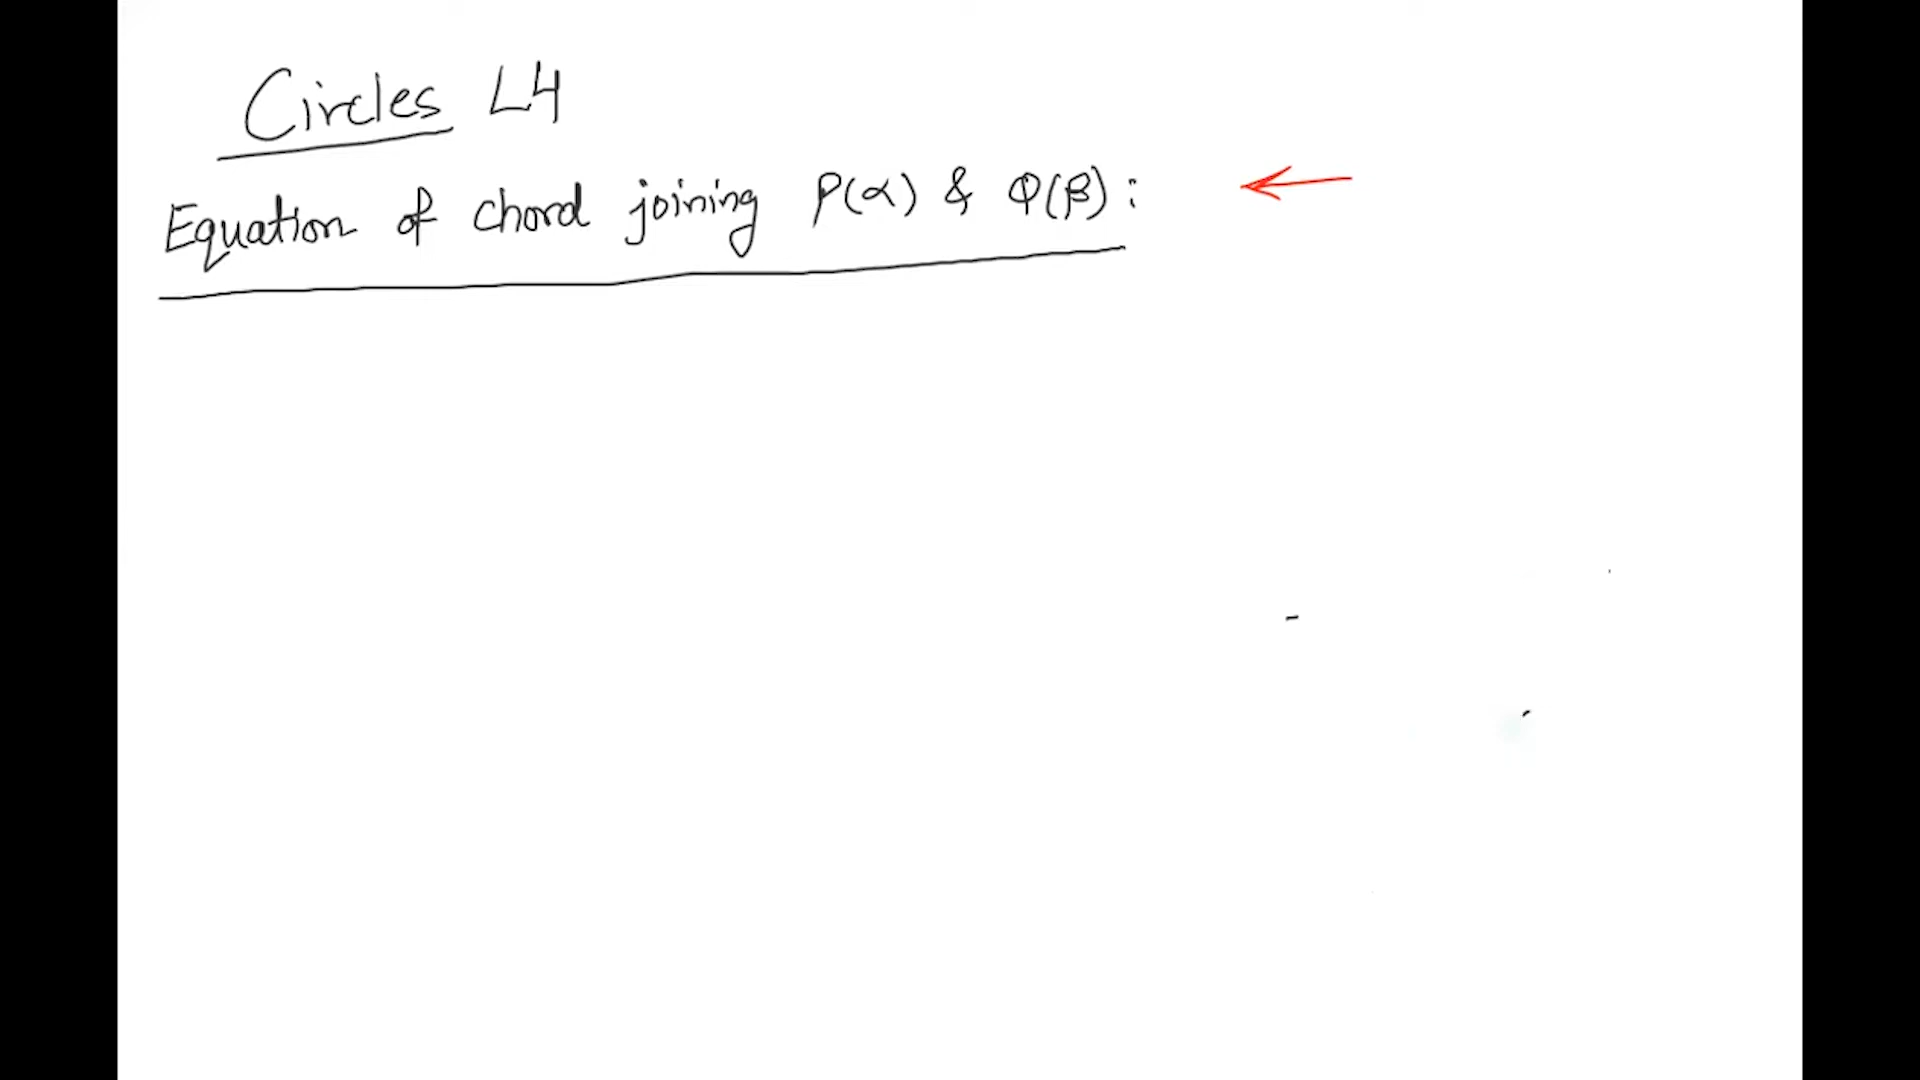 Circles L4
Equation of chord joining P(α) & Q(β):